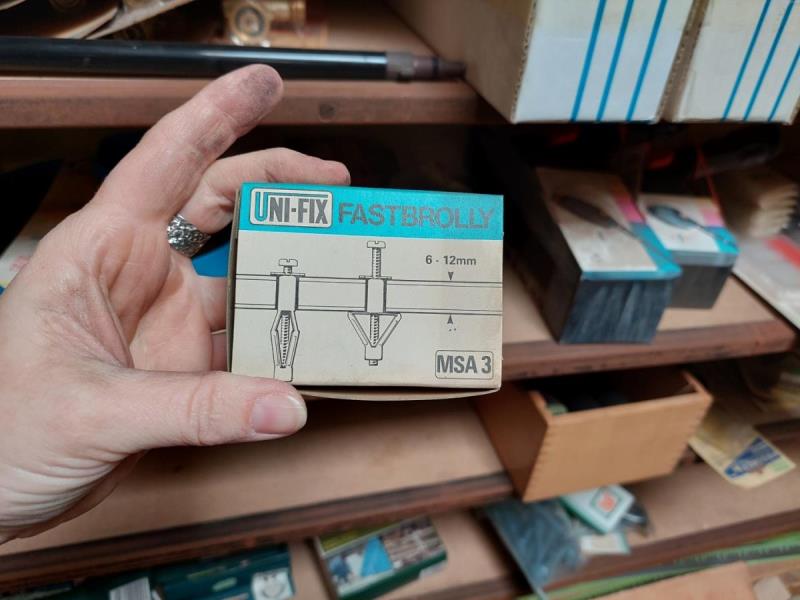 UNI-FIX FASTBROLLY
6 - 12mm
MSA 3